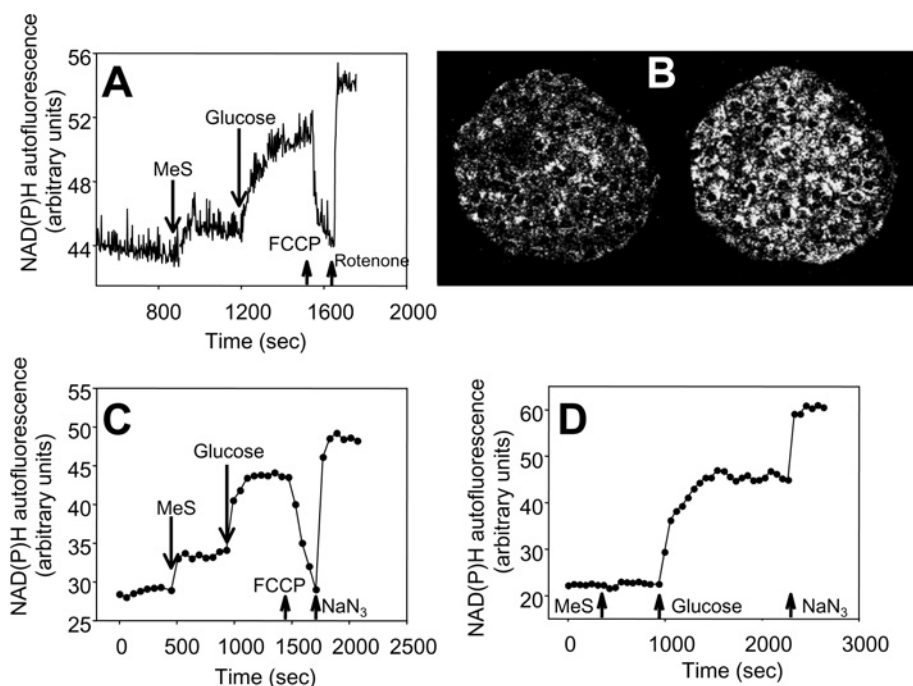 A
NAD(P)H autofluorescence
(arbitrary units)
56
52
48
44
MeS
Glucose
FCCP
Rotenone
800
1200
1600
2000
Time (sec)
B
C
NAD(P)H autofluorescence
(arbitrary units)
55
50
45
40
35
30
25
MeS
Glucose
FCCP
NaN₃
0
500
1000
1500
2000
2500
Time (sec)
D
NAD(P)H autofluorescence
(arbitrary units)
60
50
40
30
20
MeS
Glucose
NaN₃
0
1000
2000
3000
Time (sec)